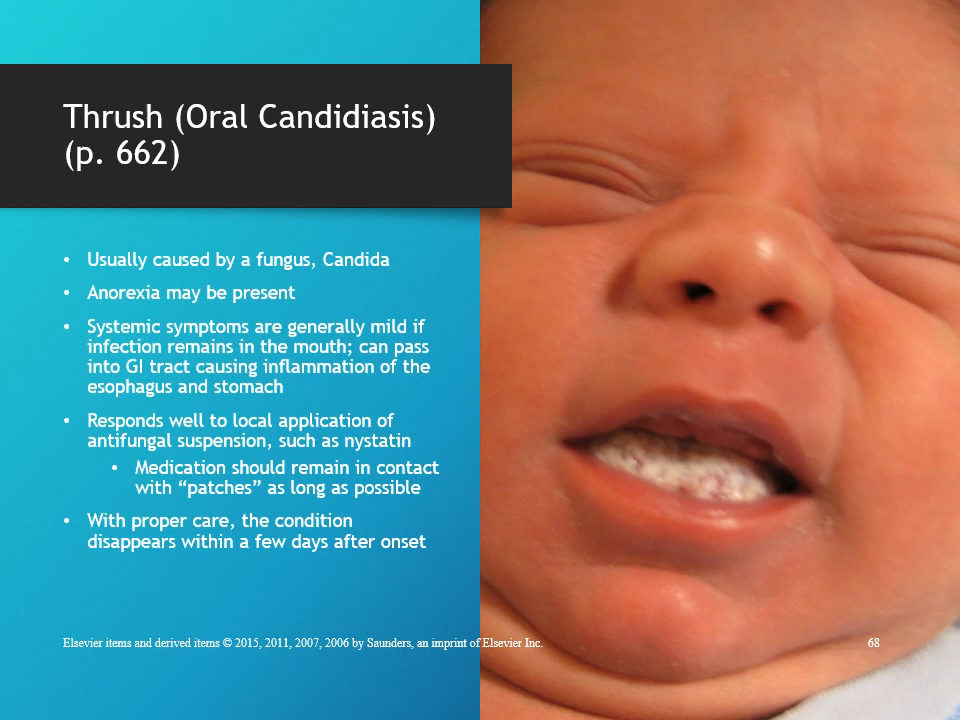 Thrush (Oral Candidiasis)
(p. 662)
• Usually caused by a fungus, Candida
• Anorexia may be present
• Systemic symptoms are generally mild if
infection remains in the mouth; can pass
into GI tract causing inflammation of the
esophagus and stomach
• Responds well to local application of
antifungal suspension, such as nystatin
• Medication should remain in contact
with “patches” as long as possible
• With proper care, the condition
disappears within a few days after onset
Elsevier items and derived items © 2015, 2011, 2007, 2006 by Saunders, an imprint of Elsevier Inc.
68